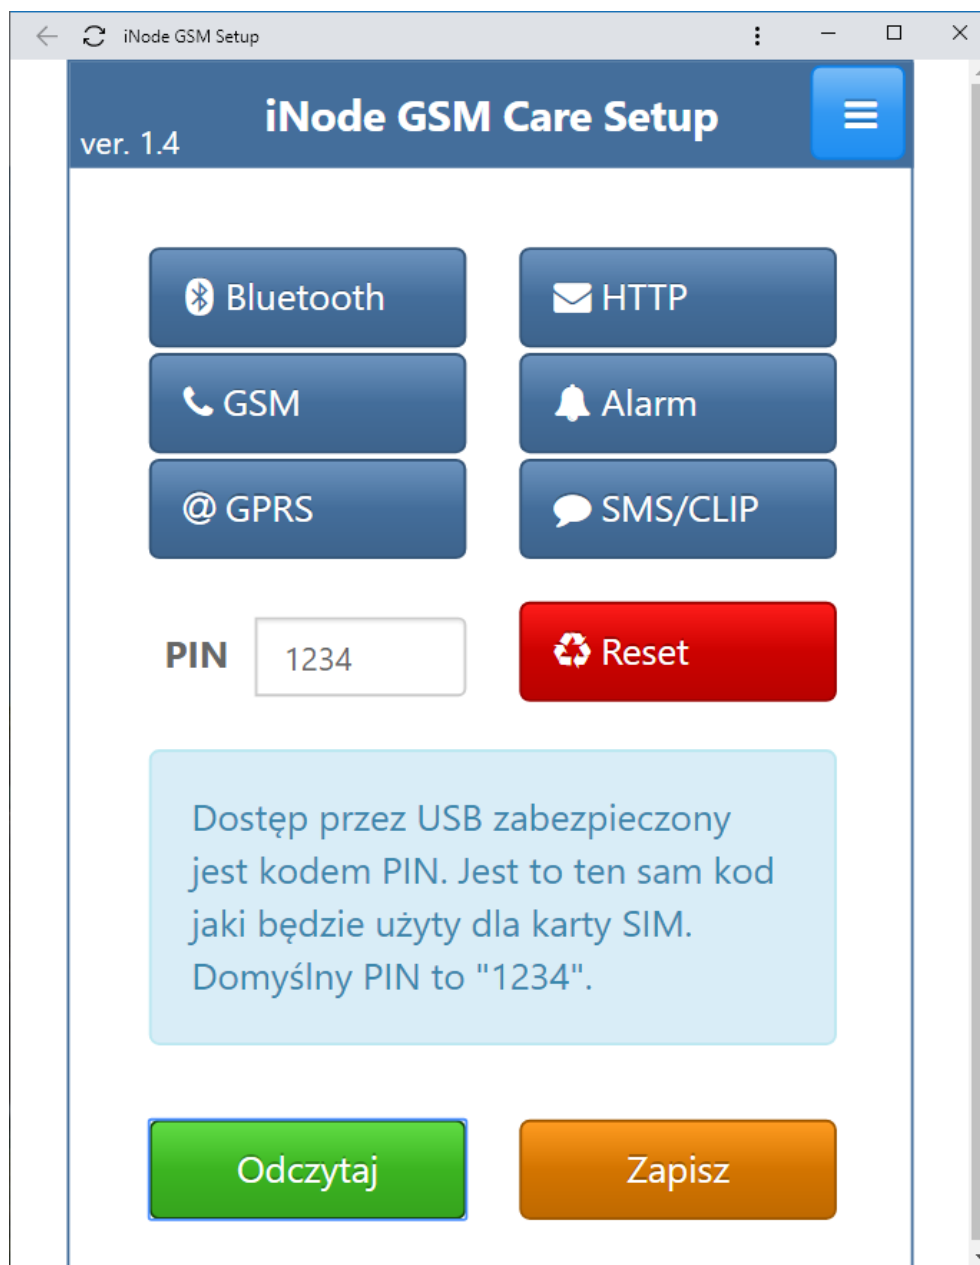 iNode GSM Setup
iNode GSM Care Setup
ver. 1.4
Bluetooth
HTTP
GSM
Alarm
@ GPRS
SMS/CLIP
PIN
1234
Reset
Dostęp przez USB zabezpieczony
jest kodem PIN. Jest to ten sam kod
jaki będzie użyty dla karty SIM.
Domyślny PIN to "1234".
Odczytaj
Zapisz